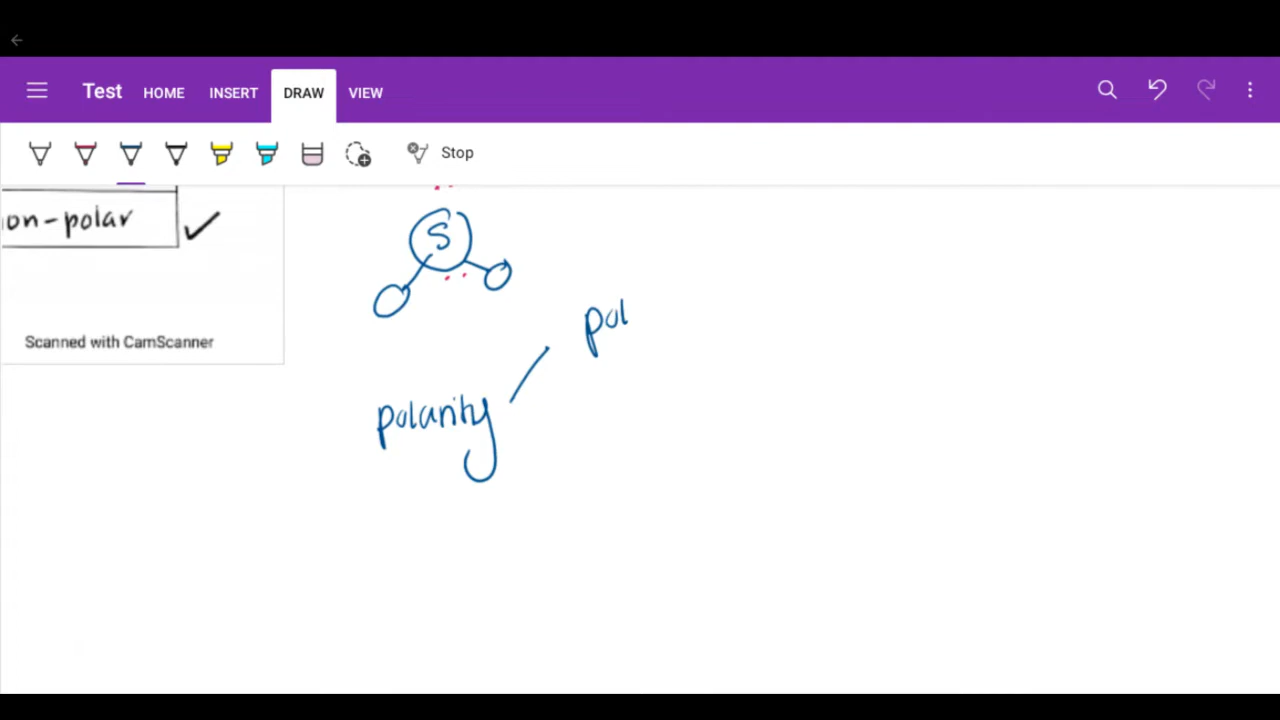 Test HOME INSERT DRAW VIEW
Stop
on-polar
S
Scanned with CamScanner
pol
polarity